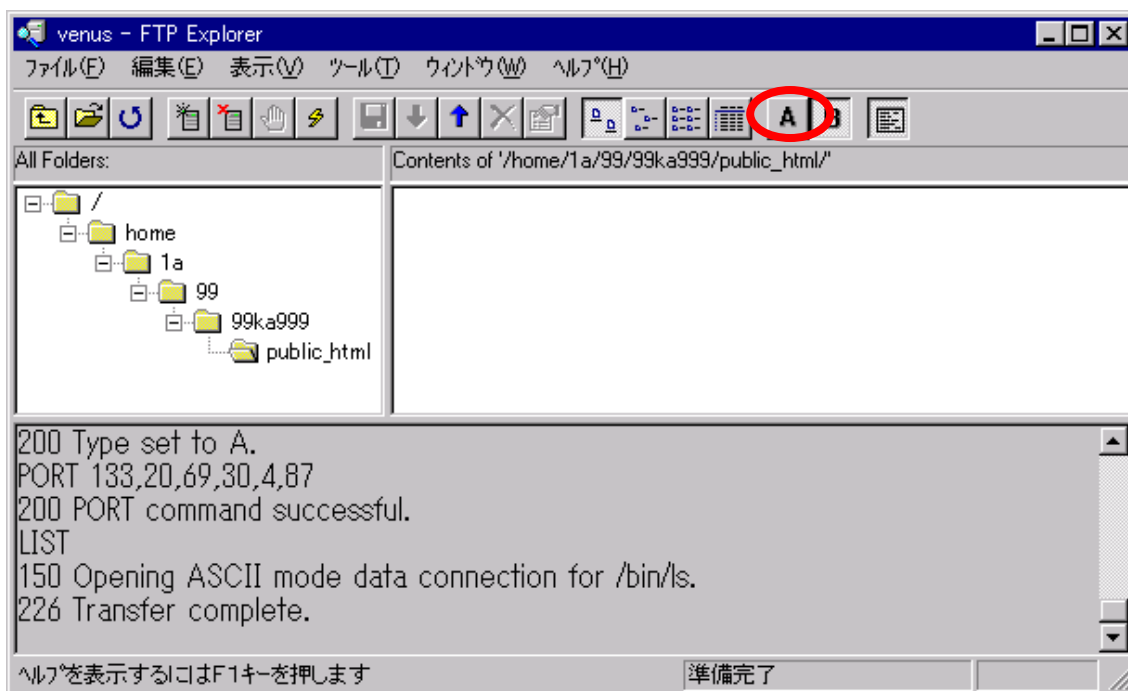 venus - FTP Explorer
ファイル(F) 編集(E) 表示(V) ツール(T) ウィンドウ(W) ヘルプ(H)
A B
All Folders:
Contents of '/home/1a/99/99ka999/public_html/'
/
home
1a
99
99ka999
public_html
200 Type set to A.
PORT 133,20,69,30,4,87
200 PORT command successful.
LIST
150 Opening ASCII mode data connection for /bin/ls.
226 Transfer complete.
ヘルプを表示するにはF1キーを押します
準備完了